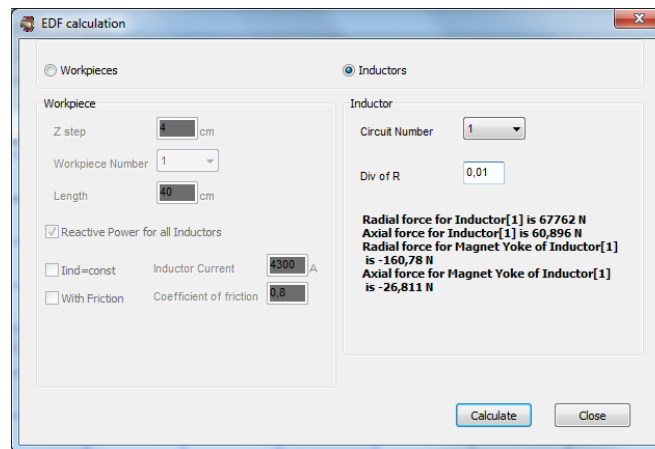 EDF calculation
Workpieces
Inductors
Workpiece
Z step 4 cm
Workpiece Number 1
Length 40 cm
Reactive Power for all Inductors
Iind=const Inductor Current 4300 A
With Friction Coefficient of friction 0,8
Inductor
Circuit Number 1
Div of R 0,01
Radial force for Inductor[1] is 67762 N
Axial force for Inductor[1] is 60,896 N
Radial force for Magnet Yoke of Inductor[1]
is -160,78 N
Axial force for Magnet Yoke of Inductor[1]
is -26,811 N
Calculate Close